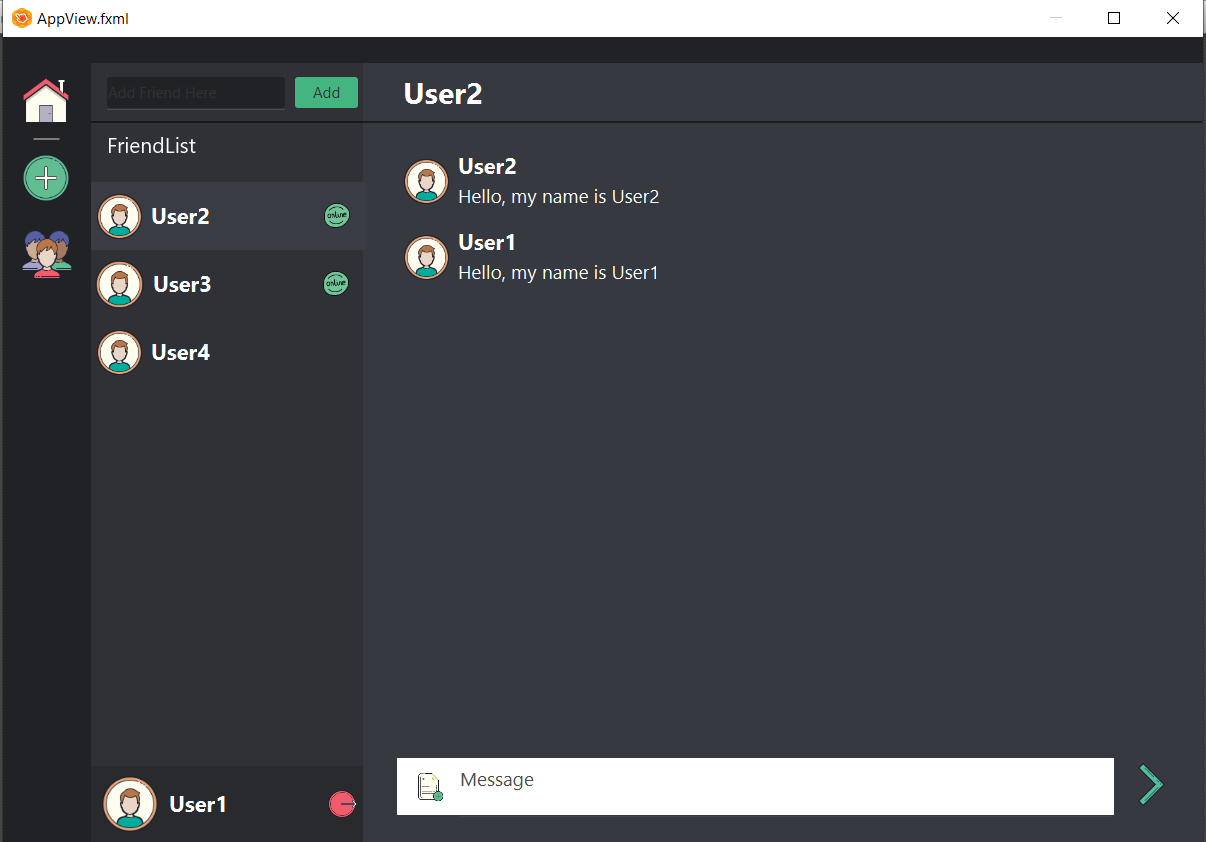 AppView.fxml
Add Friend Here
Add
User2
FriendList
User2
online
User3
online
User4
User2
Hello, my name is User2
User1
Hello, my name is User1
User1
Message